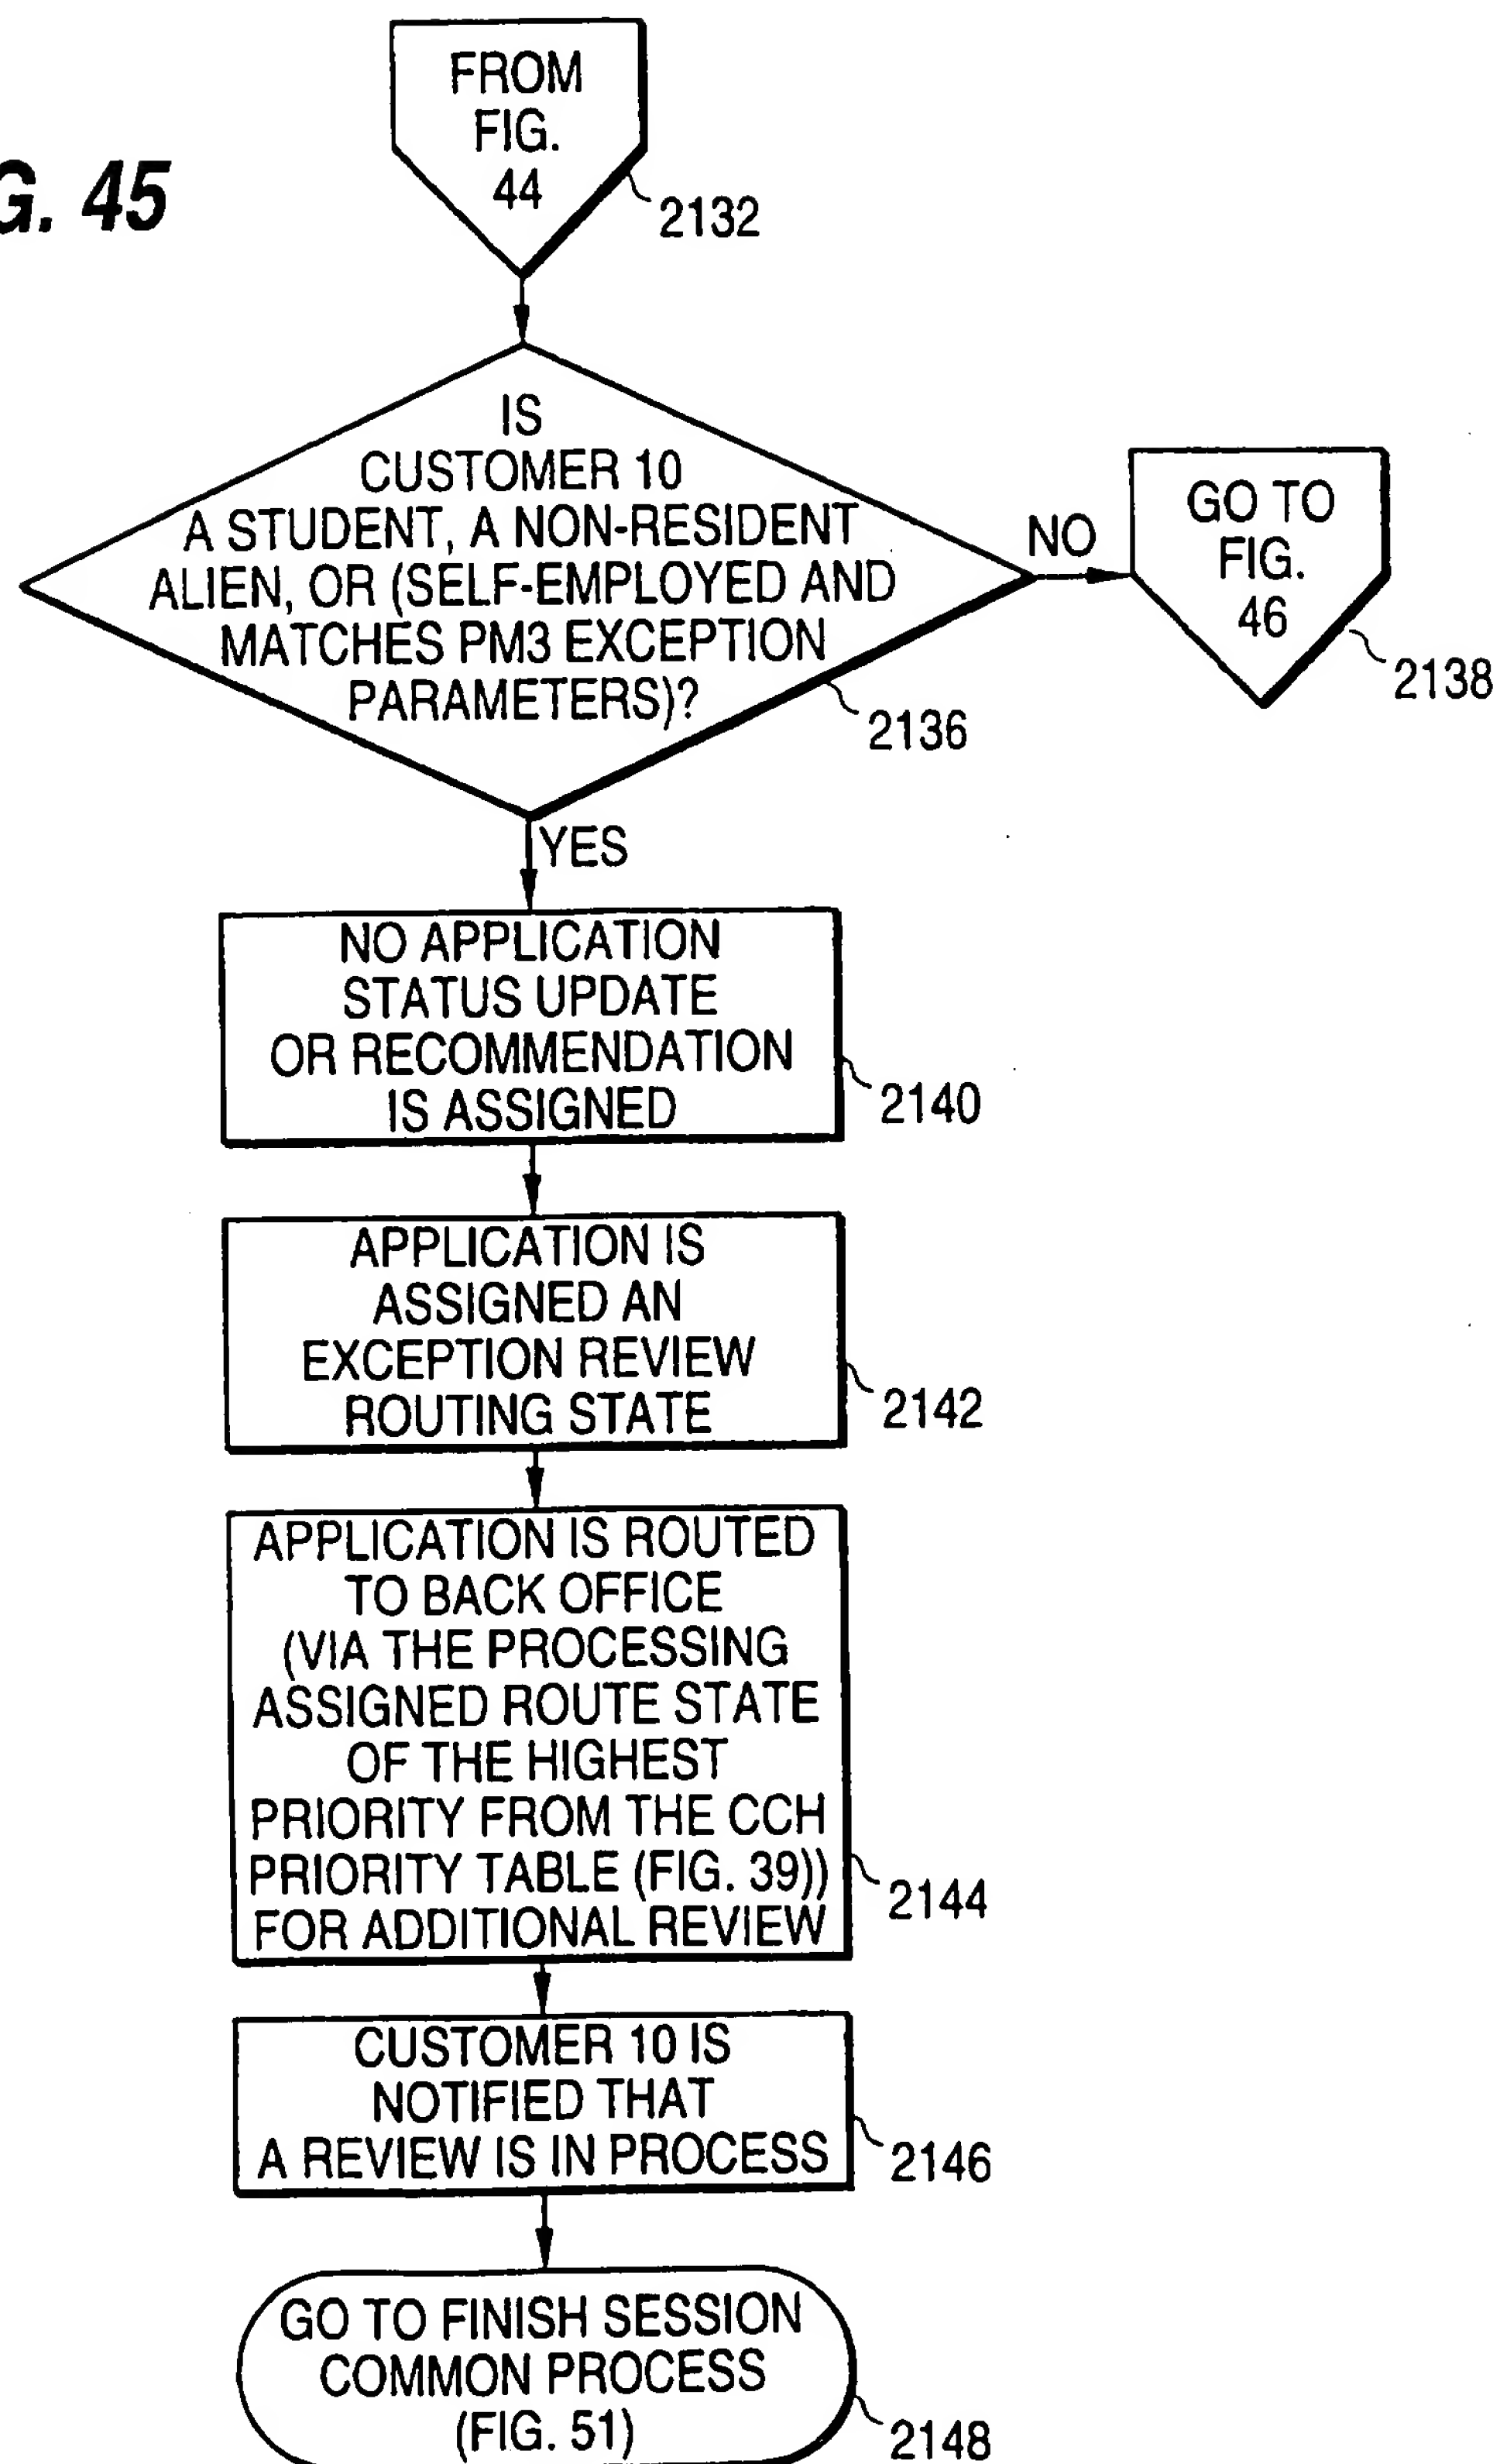 G. 45
FROM
FIG.
44
2132
IS
CUSTOMER 10
A STUDENT, A NON-RESIDENT
ALIEN, OR (SELF-EMPLOYED AND
MATCHES PM3 EXCEPTION
PARAMETERS)?
2136
NO
GO TO
FIG.
46
2138
YES
NO APPLICATION
STATUS UPDATE
OR RECOMMENDATION
IS ASSIGNED
2140
APPLICATION IS
ASSIGNED AN
EXCEPTION REVIEW
ROUTING STATE
2142
APPLICATION IS ROUTED
TO BACK OFFICE
(VIA THE PROCESSING
ASSIGNED ROUTE STATE
OF THE HIGHEST
PRIORITY FROM THE CCH
PRIORITY TABLE (FIG. 39))
FOR ADDITIONAL REVIEW
2144
CUSTOMER 10 IS
NOTIFIED THAT
A REVIEW IS IN PROCESS
2146
GO TO FINISH SESSION
COMMON PROCESS
(FIG. 51)
2148